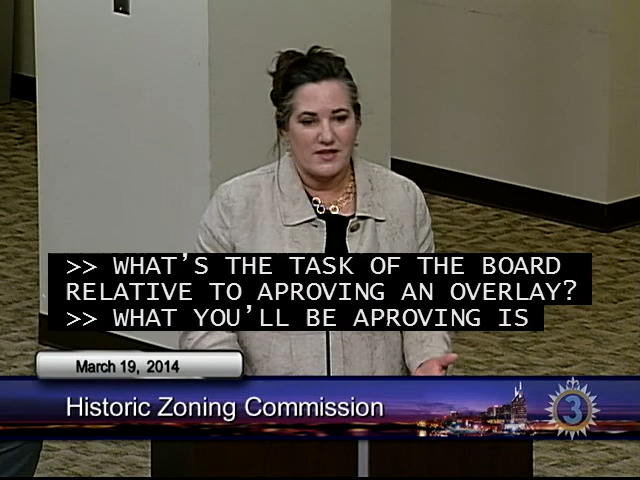 >> WHAT'S THE TASK OF THE BOARD
RELATIVE TO APROVING AN OVERLAY?
>> WHAT YOU'LL BE APROVING IS
March 19, 2014
Historic Zoning Commission
3